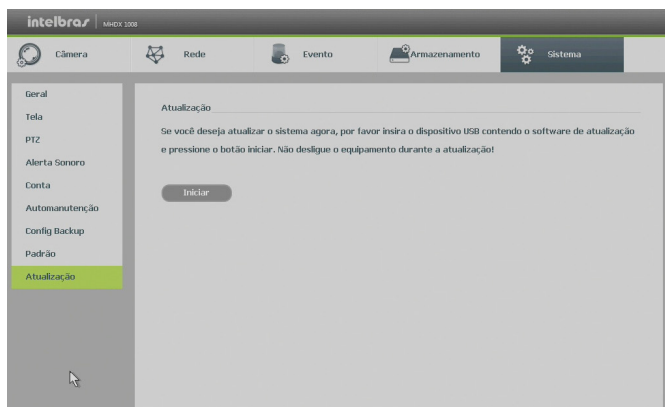 intelbras MHDX 1008
Câmera Rede Evento Armazenamento Sistema
Geral
Tela
PTZ
Alerta Sonoro
Conta
Automanutenção
Config Backup
Padrão
Atualização
Atualização
Se você deseja atualizar o sistema agora, por favor insira o dispositivo USB contendo o software de atualização
e pressione o botão iniciar. Não desligue o equipamento durante a atualização!
Iniciar